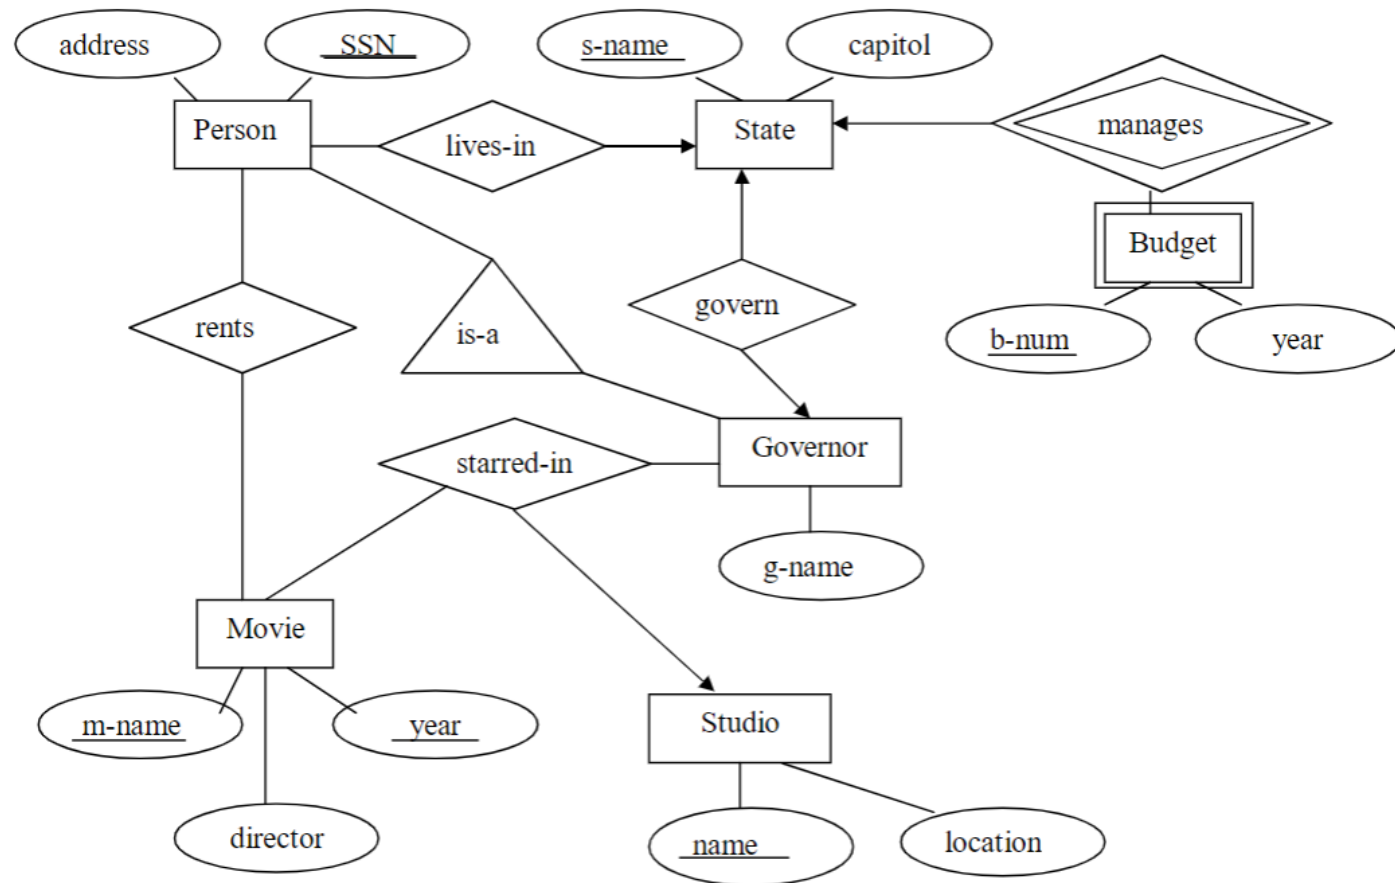 address
SSN
s-name
capitol
Person
lives-in
State
manages
Budget
rents
is-a
govern
b-num
year
starred-in
Governor
g-name
Movie
m-name
year
Studio
director
name
location